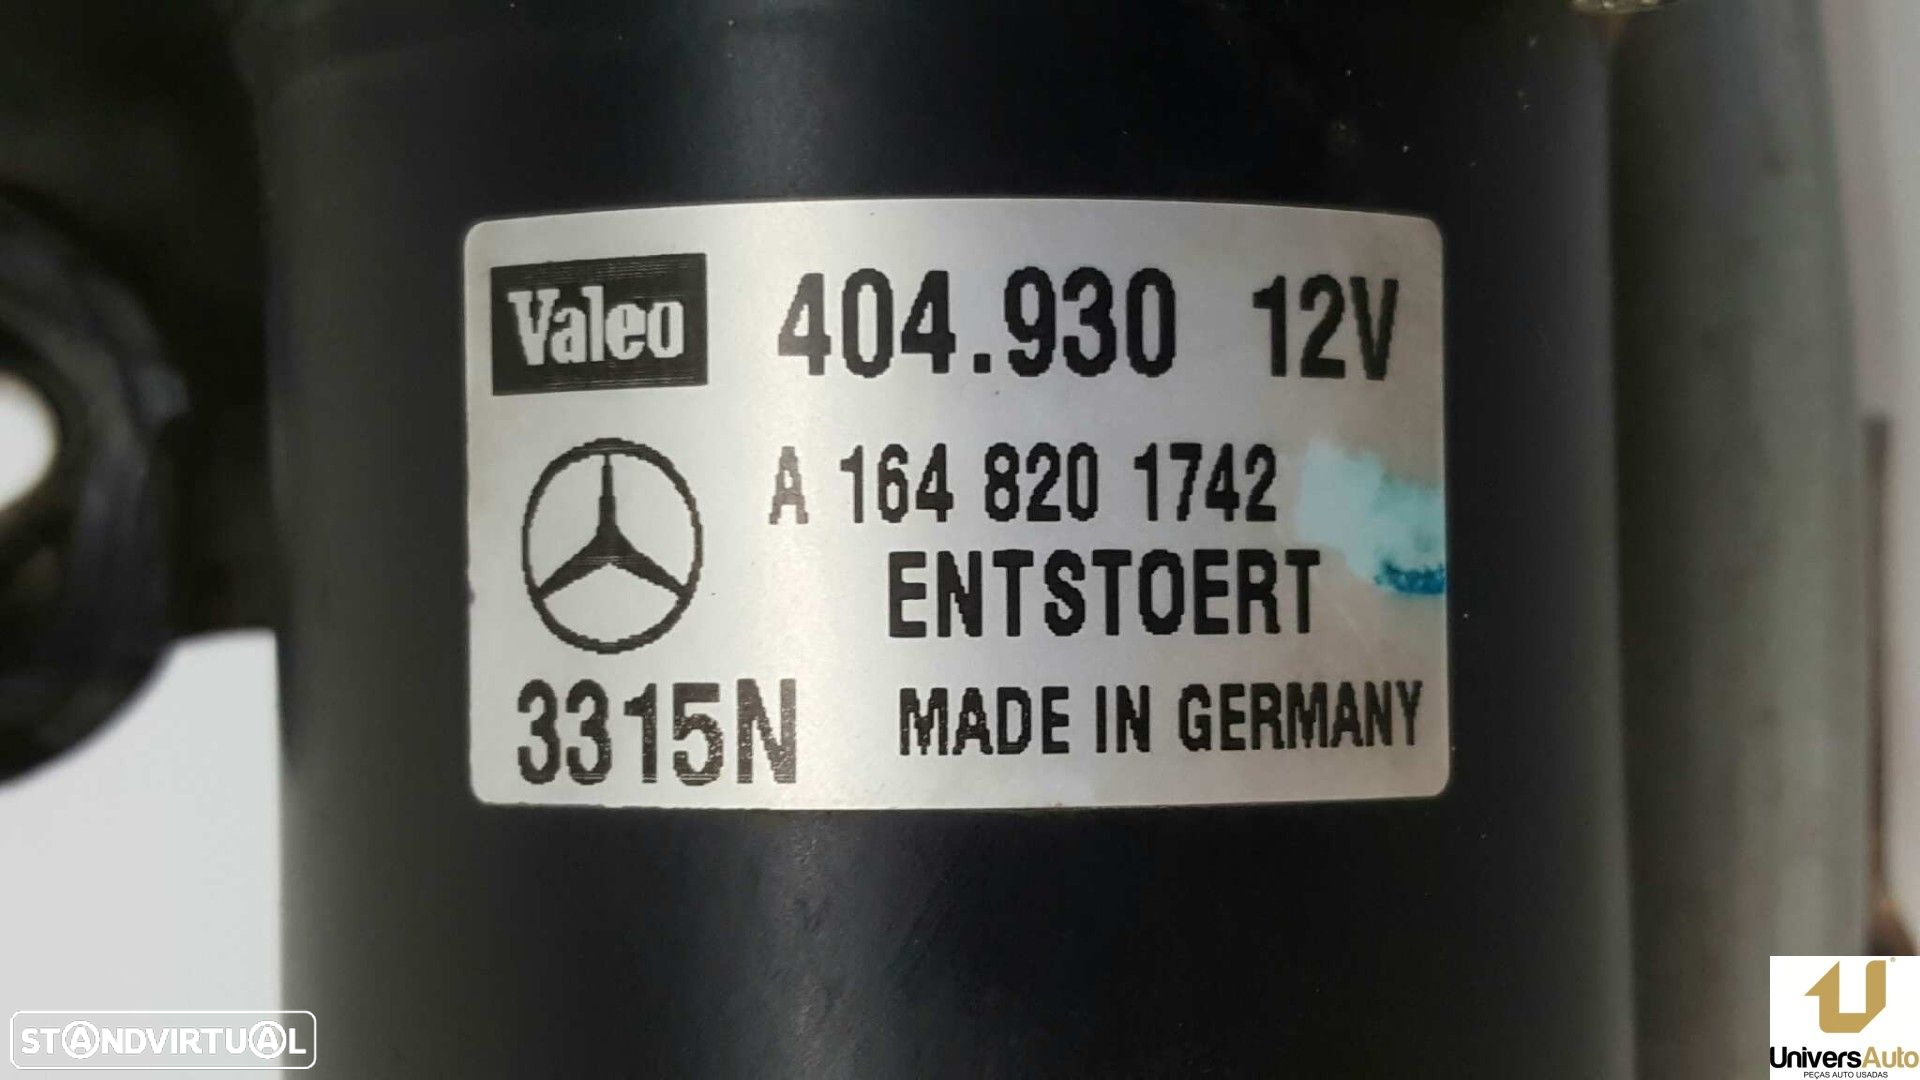 Valeo 404.930 12V
A 164 820 1742
ENTSTOERT
3315N MADE IN GERMANY
STANDVIRTUAL
UniversAuto
PEÇAS AUTO USADAS